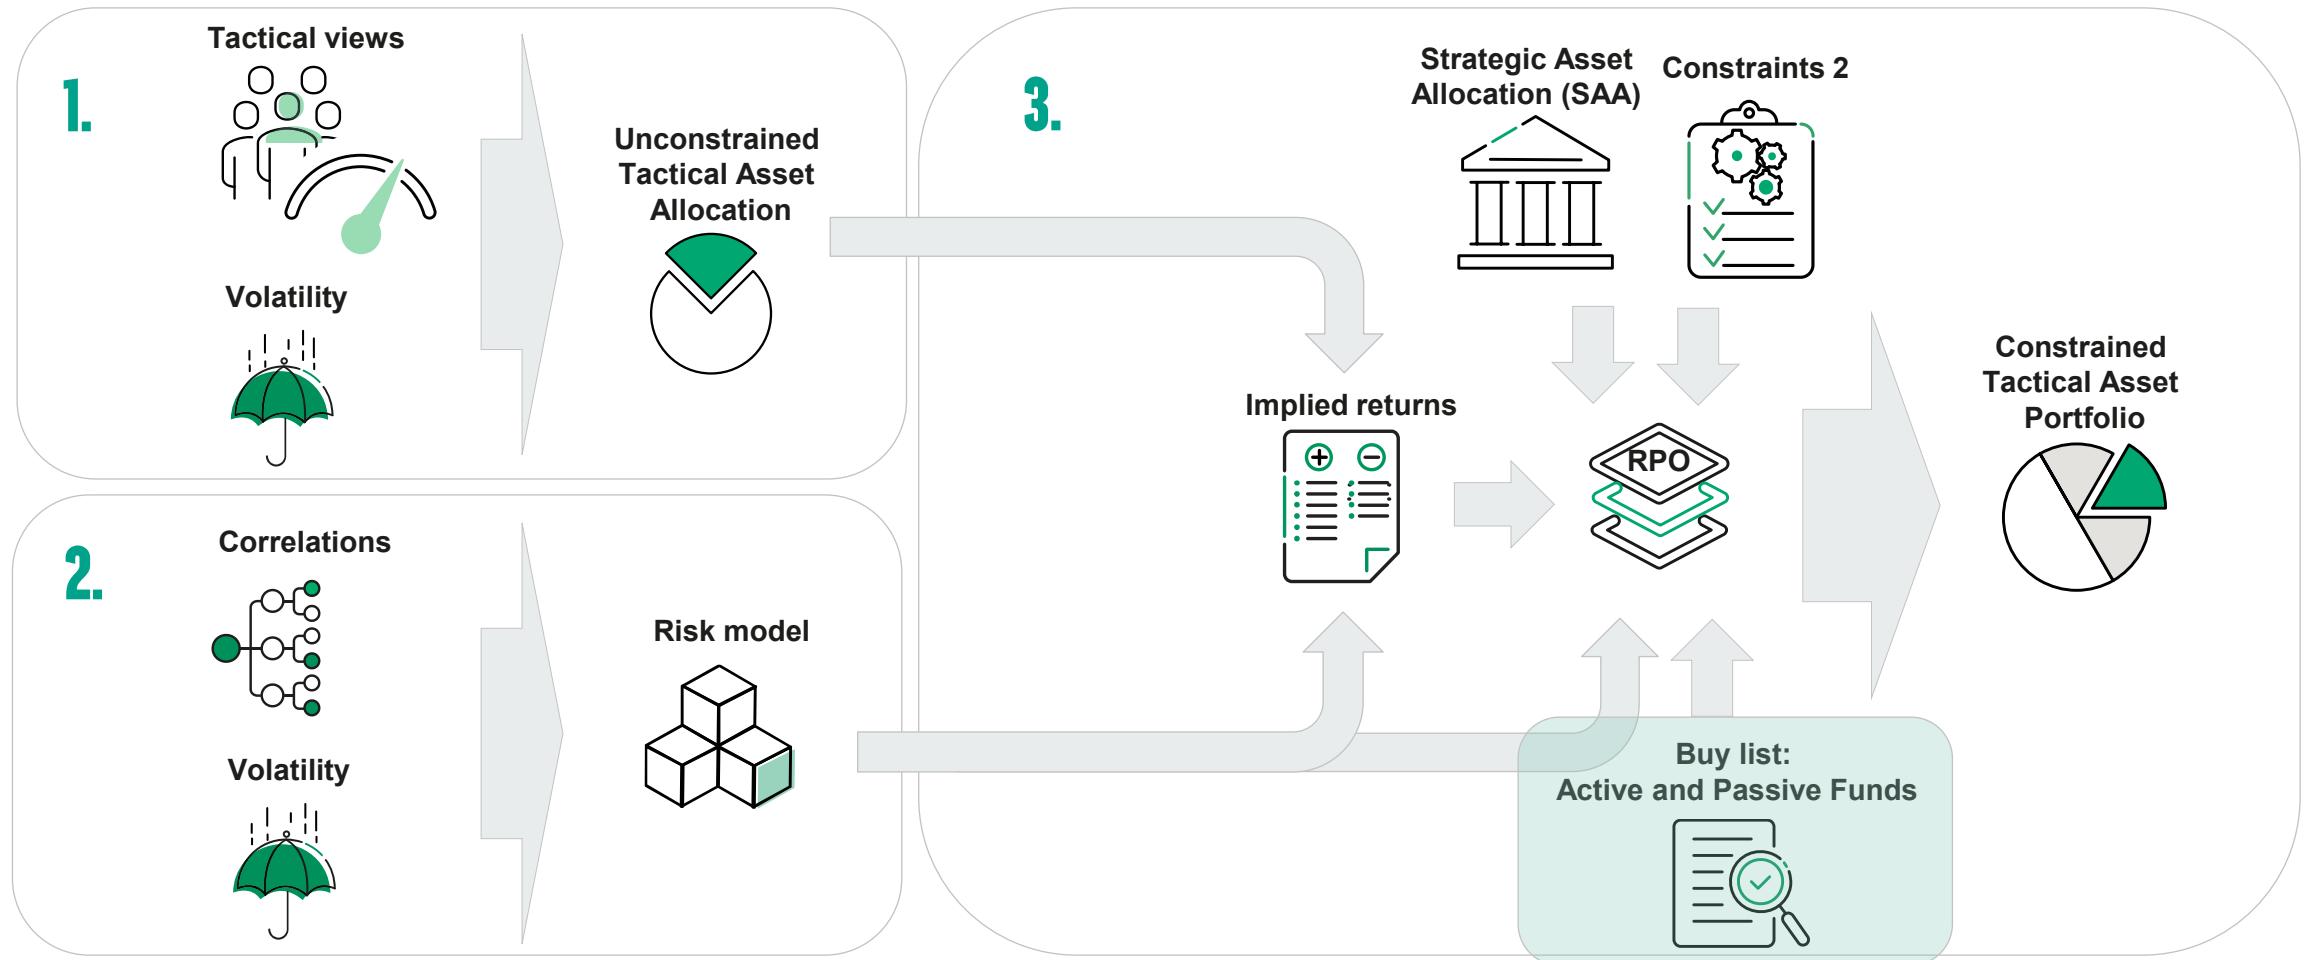 1.
Tactical views
Volatility
Unconstrained
Tactical Asset
Allocation
2.
Correlations
Volatility
Risk model
3.
Strategic Asset
Allocation (SAA)
Constraints 2
Implied returns
RPO
Buy list:
Active and Passive Funds
Constrained
Tactical Asset
Portfolio